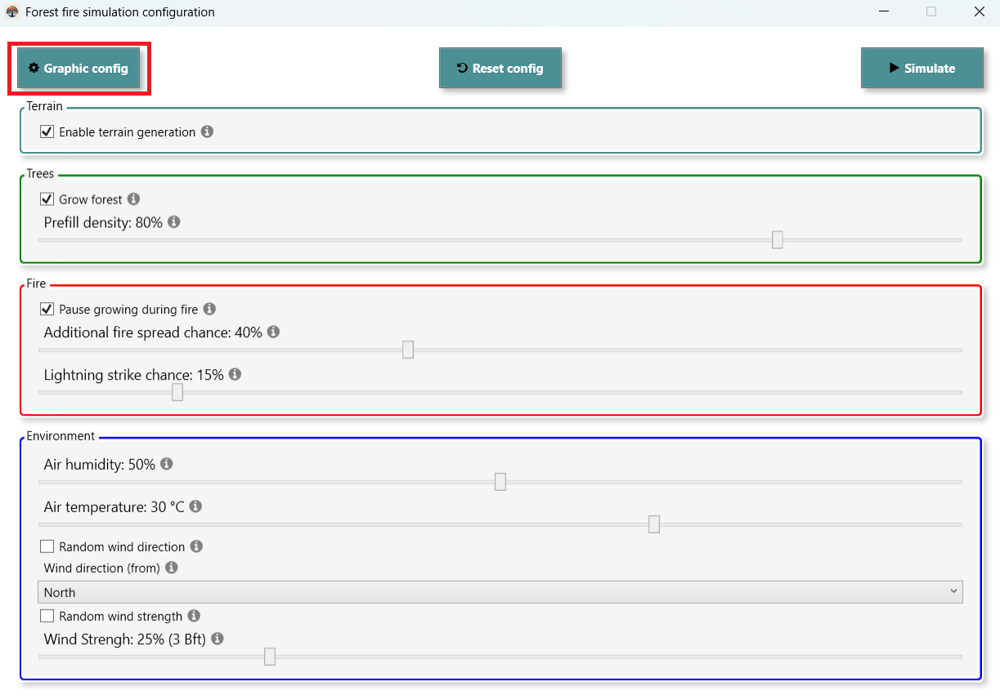 Forest fire simulation configuration
Graphic config
Reset config
Simulate
Terrain
Enable terrain generation
Trees
Grow forest
Prefill density: 80%
Fire
Pause growing during fire
Additional fire spread chance: 40%
Lightning strike chance: 15%
Environment
Air humidity: 50%
Air temperature: 30 °C
Random wind direction
Wind direction (from)
North
Random wind strength
Wind Strengh: 25% (3 Bft)